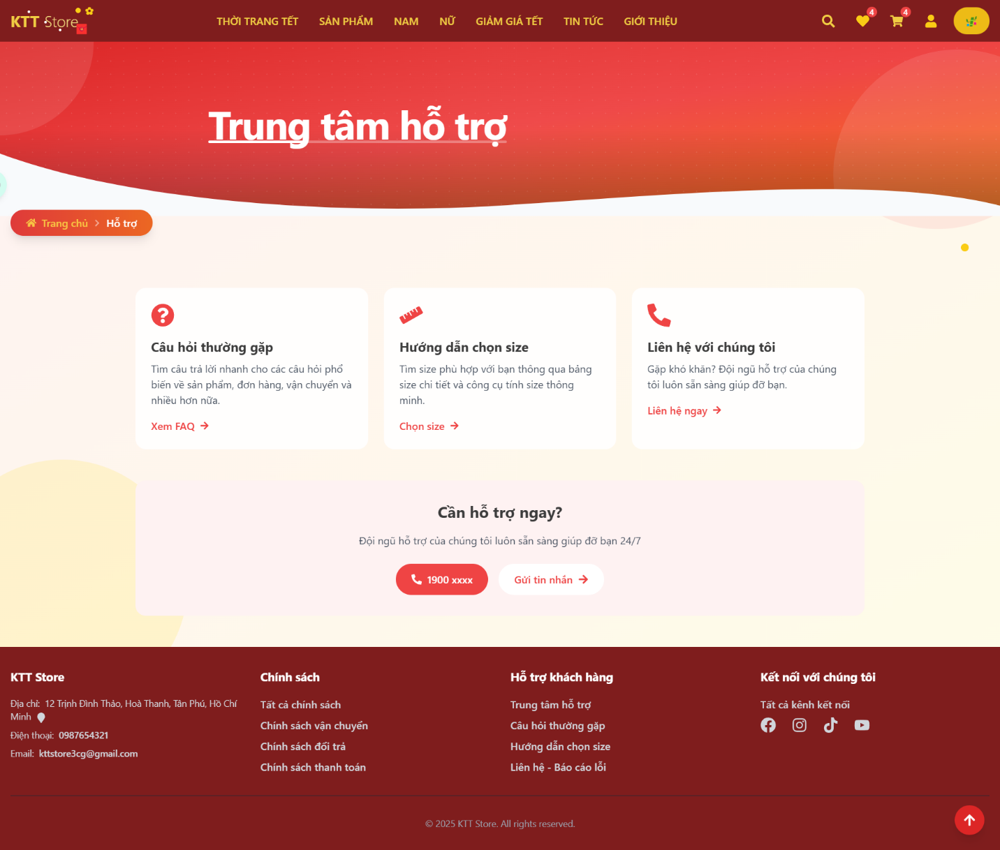 KTT Store
THỜI TRANG TẾT
SẢN PHẨM
NAM
NỮ
GIẢM GIÁ TẾT
TIN TỨC
GIỚI THIỆU
4
4
Trung tâm hỗ trợ
Trang chủ
Hỗ trợ
Câu hỏi thường gặp
Tìm câu trả lời nhanh cho các câu hỏi phổ
biến về sản phẩm, đơn hàng, vận chuyển và
nhiều hơn nữa.
Xem FAQ
Hướng dẫn chọn size
Tìm size phù hợp với bạn thông qua bảng
size chi tiết và công cụ tính size thông
minh.
Chọn size
Liên hệ với chúng tôi
Gặp khó khăn? Đội ngũ hỗ trợ của chúng
tôi luôn sẵn sàng giúp đỡ bạn.
Liên hệ ngay
Cần hỗ trợ ngay?
Đội ngũ hỗ trợ của chúng tôi luôn sẵn sàng giúp đỡ bạn 24/7
1900 xxxx
Gửi tin nhắn
KTT Store
Địa chỉ: 12 Trịnh Đình Thảo, Hoà Thanh, Tân Phú, Hồ Chí
Minh
Điện thoại: 0987654321
Email: kttstore3cg@gmail.com
Chính sách
Tất cả chính sách
Chính sách vận chuyển
Chính sách đổi trả
Chính sách thanh toán
Hỗ trợ khách hàng
Trung tâm hỗ trợ
Câu hỏi thường gặp
Hướng dẫn chọn size
Liên hệ - Báo cáo lỗi
Kết nối với chúng tôi
Tất cả kênh kết nối
© 2025 KTT Store. All rights reserved.